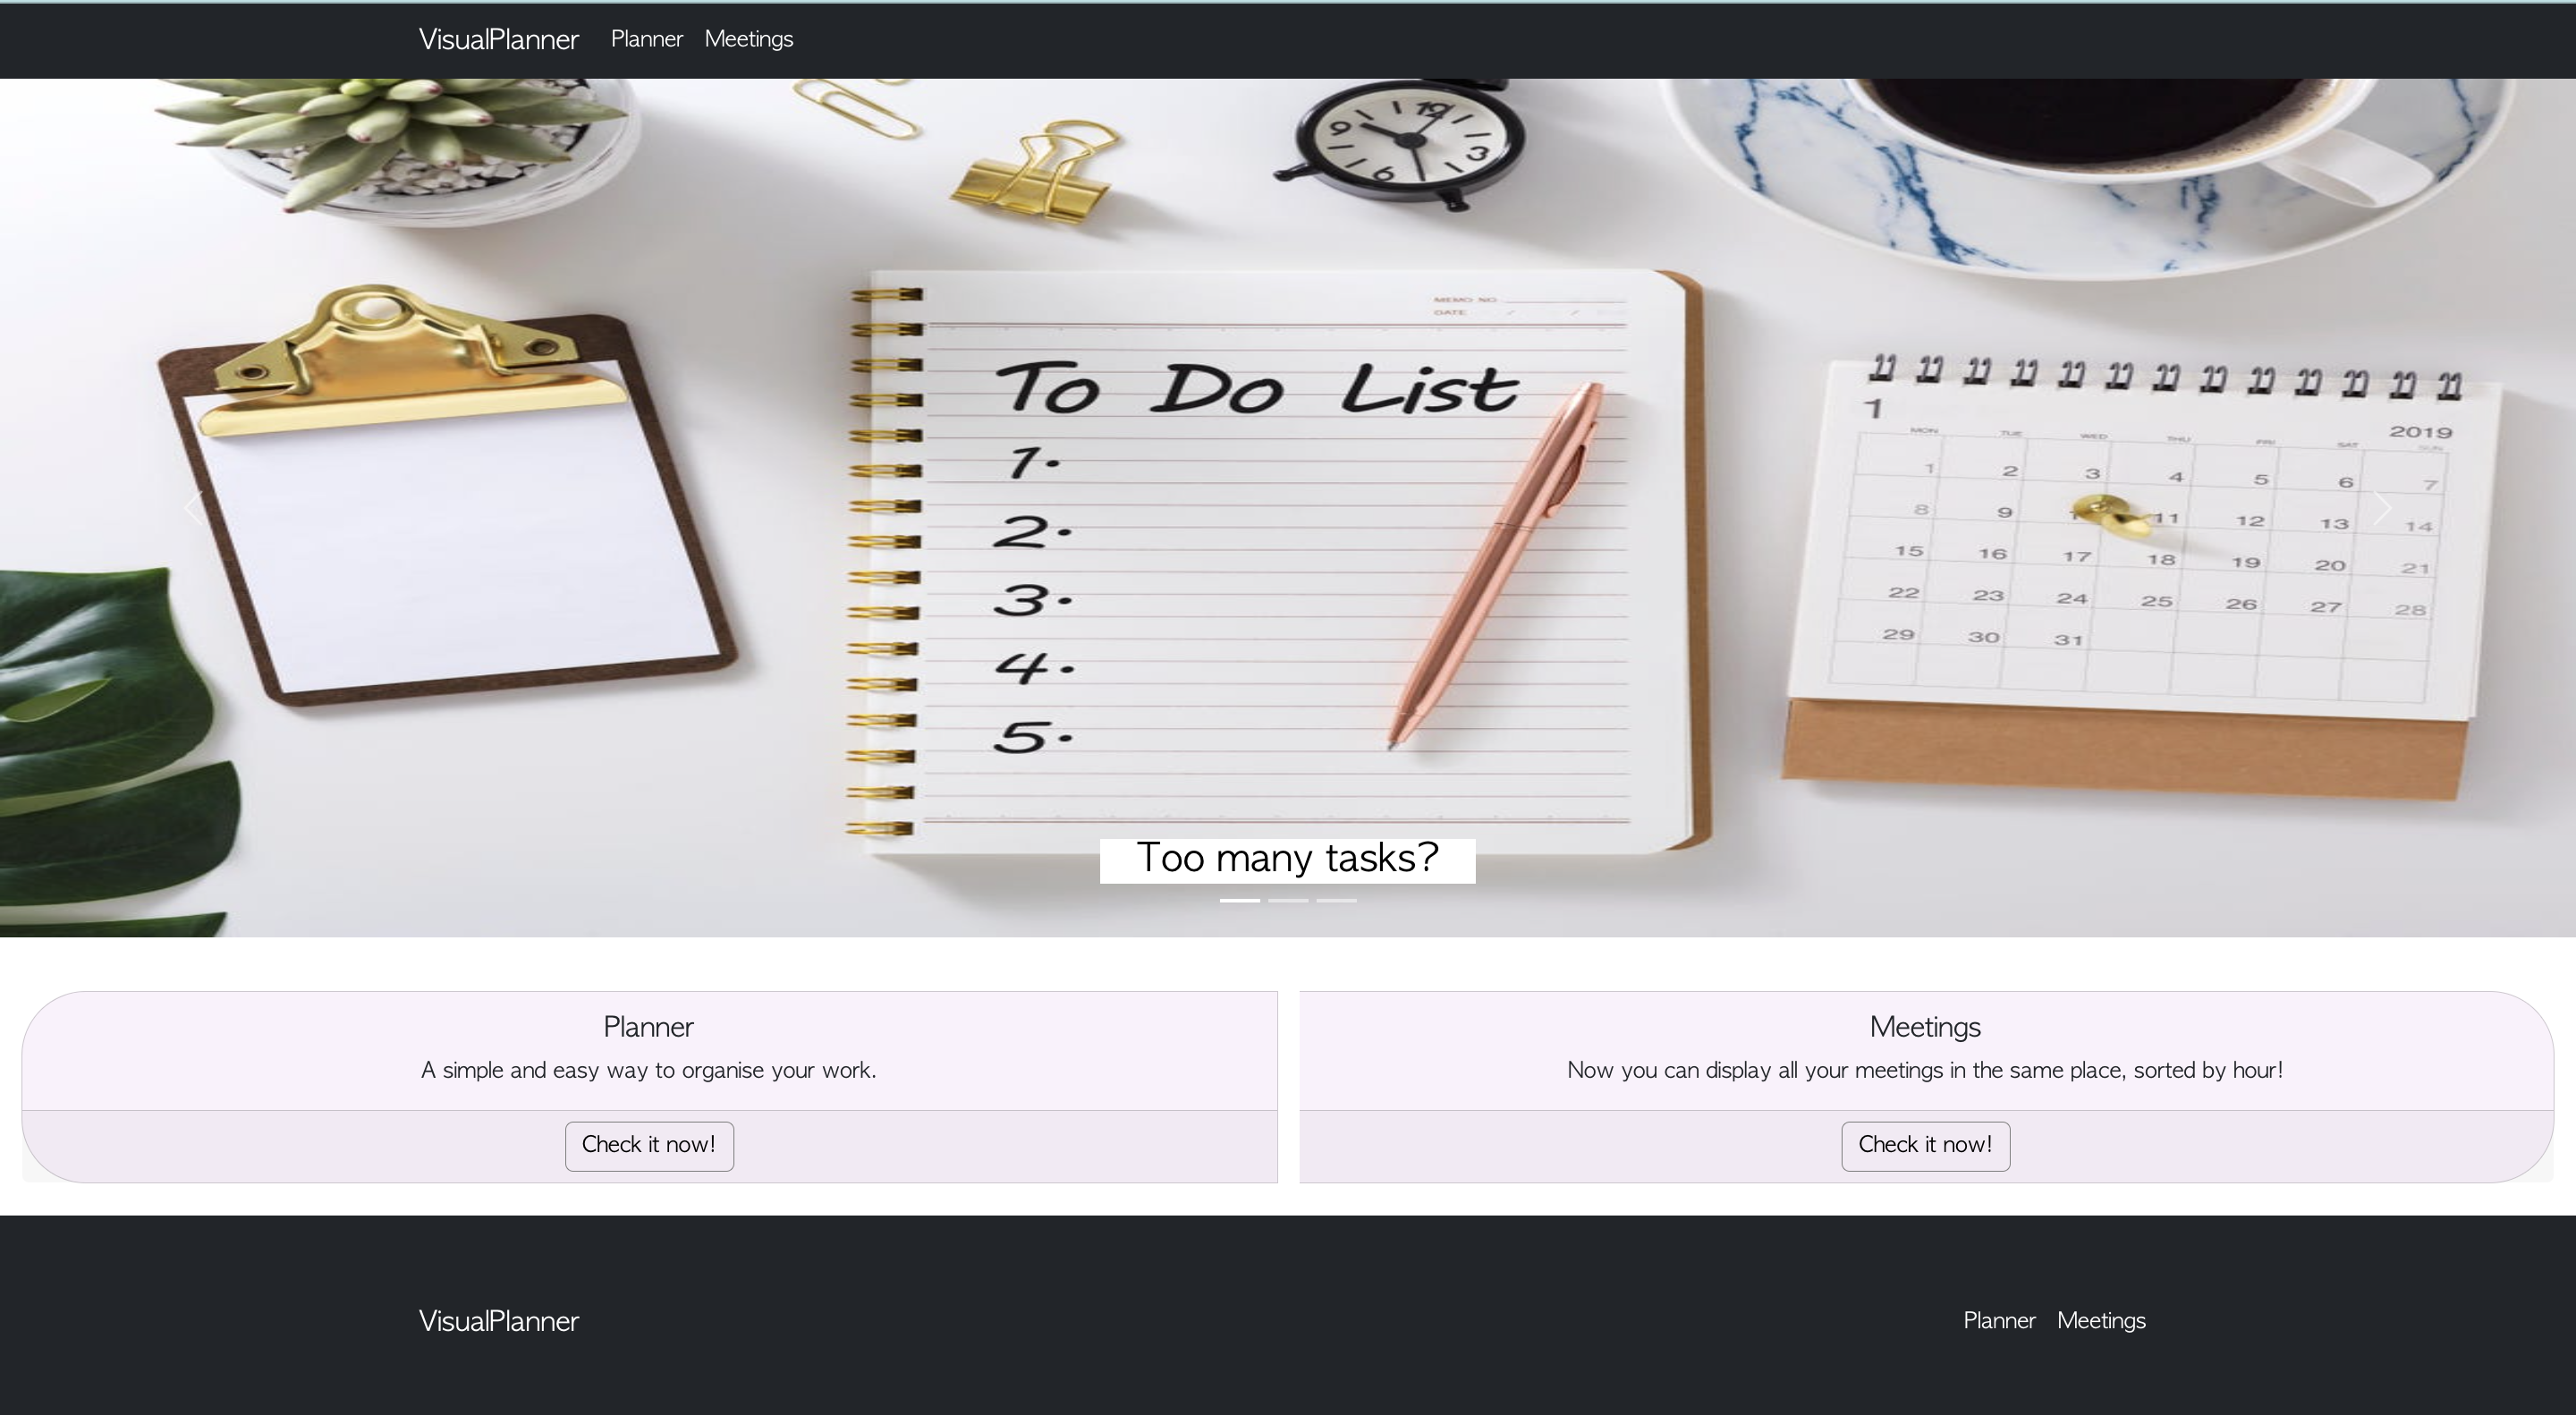 VisualPlanner Planner Meetings
12
9
3
6
MEMO NO.
DATE / /
To Do List
1.
2.
3.
4.
5.
1
2019
MON TUE WED THU FRI SAT SUN
1 2 3 4 5 6 7
8 9 11 12 13 14
15 16 17 18 19 20 21
22 23 24 25 26 27 28
29 30 31
Too many tasks?
Planner
A simple and easy way to organise your work.
Check it now!
Meetings
Now you can display all your meetings in the same place, sorted by hour!
Check it now!
VisualPlanner
Planner Meetings